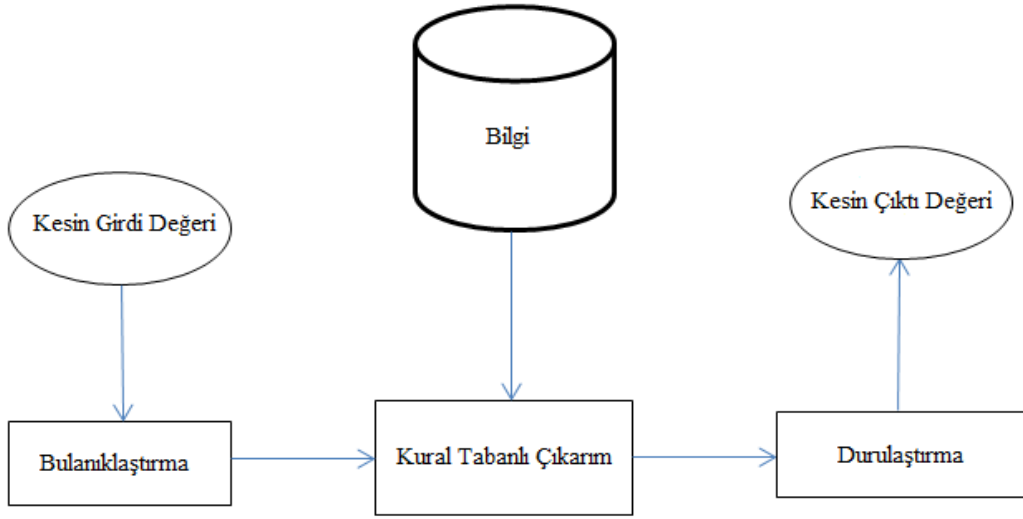 Bilgi
Kesin Girdi Değeri
Kesin Çıktı Değeri
Bulanıklaştırma
Kural Tabanlı Çıkarım
Durulaştırma